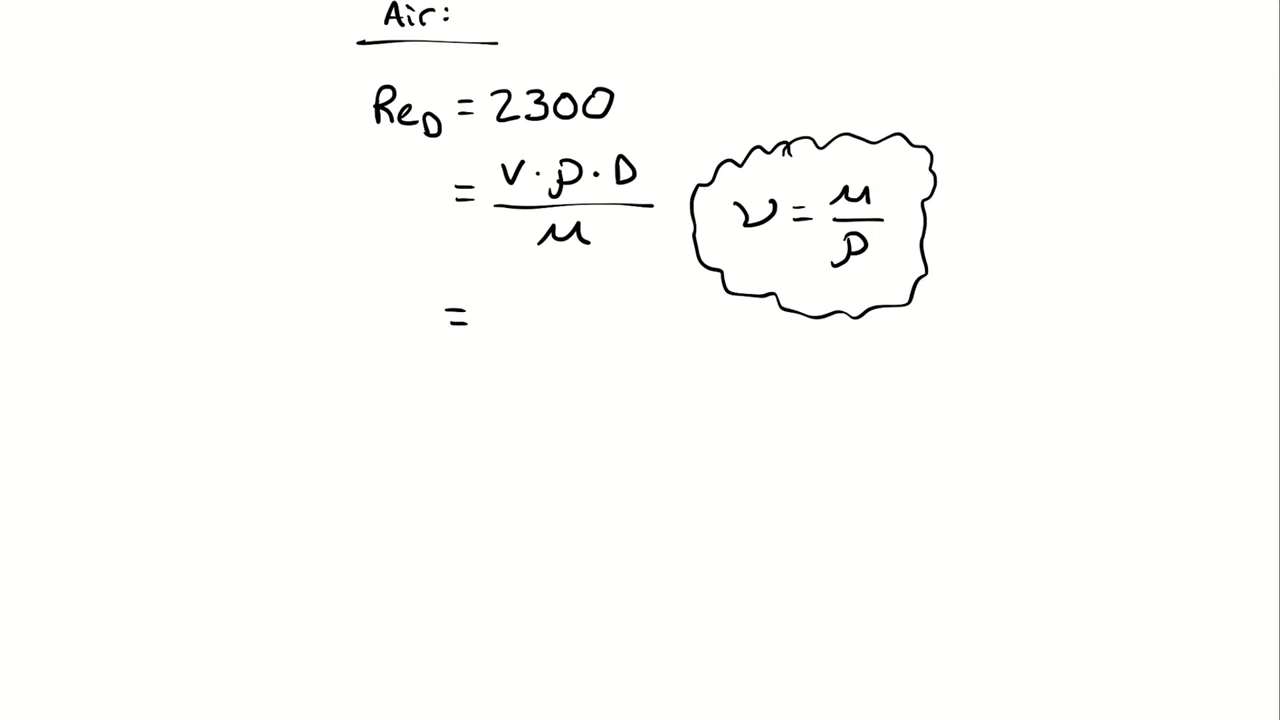 Air:
Re_D = 2300
= (V · ρ · D) / μ
ν = μ / ρ
=